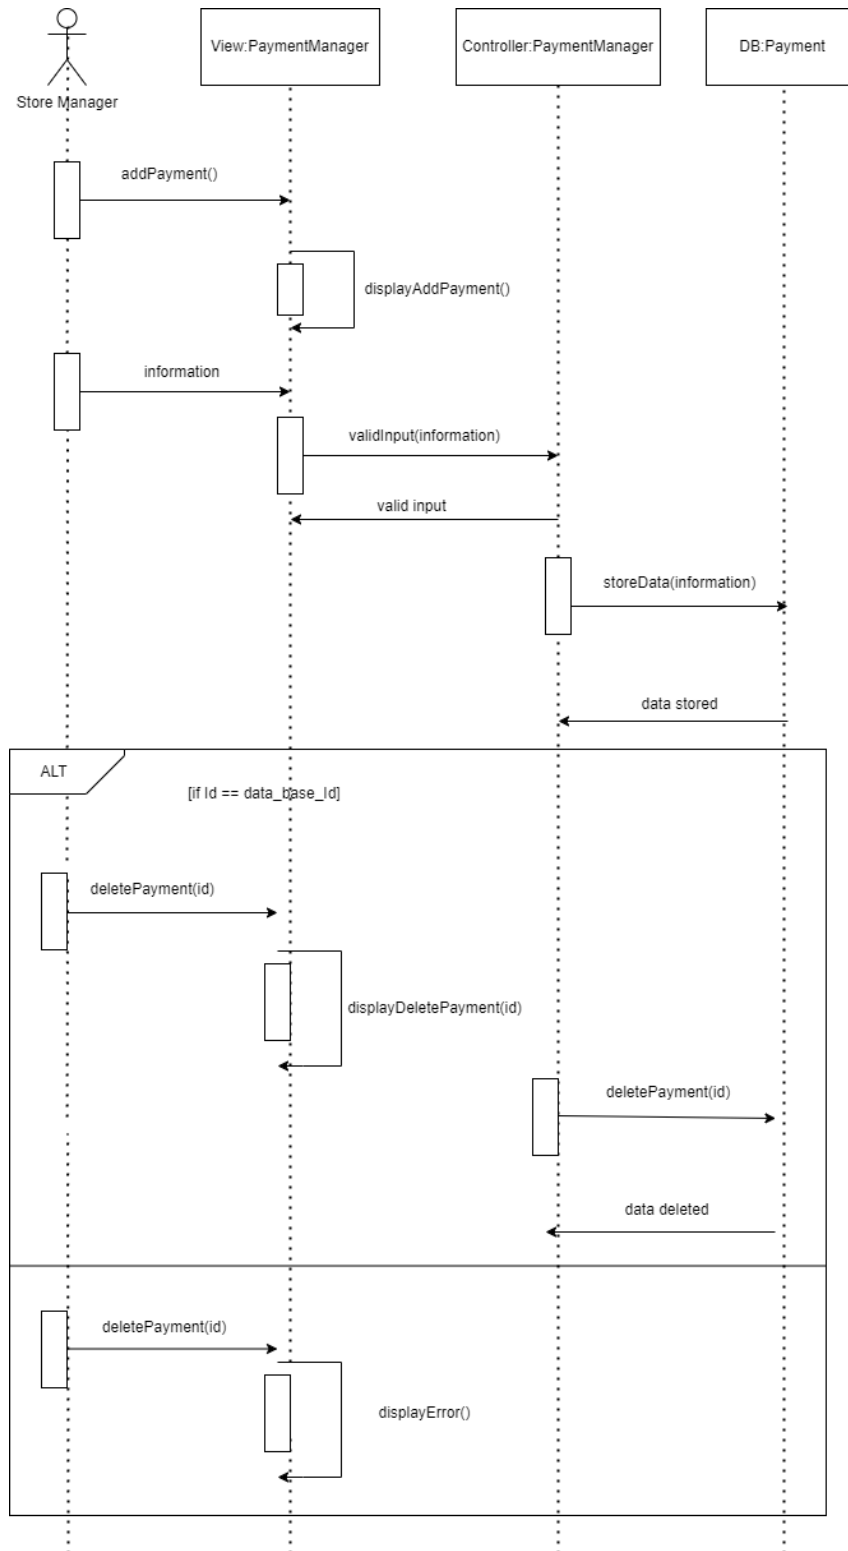 View:PaymentManager
Controller:PaymentManager
DB:Payment
Store Manager
addPayment()
displayAddPayment()
information
validInput(information)
valid input
storeData(information)
data stored
ALT
[if Id == data_base_Id]
deletePayment(id)
displayDeletePayment(id)
deletePayment(id)
data deleted
deletePayment(id)
displayError()